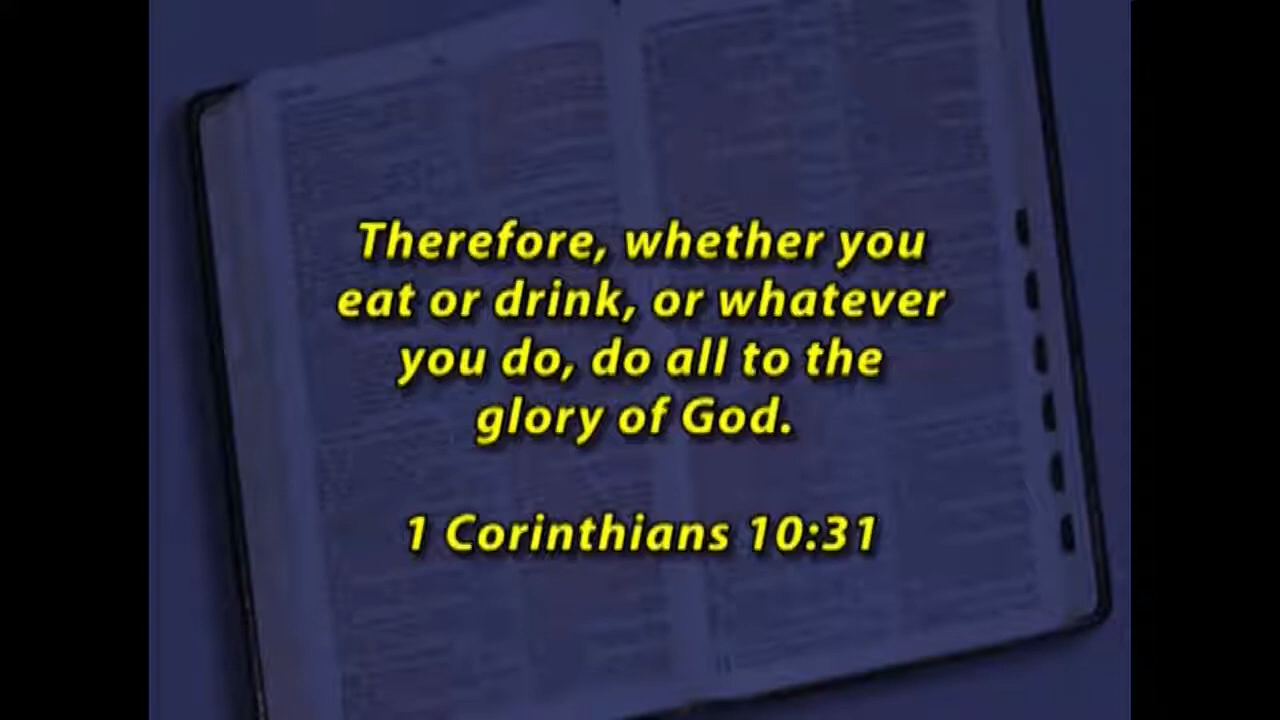 Therefore, whether you
eat or drink, or whatever
you do, do all to the
glory of God.
1 Corinthians 10:31